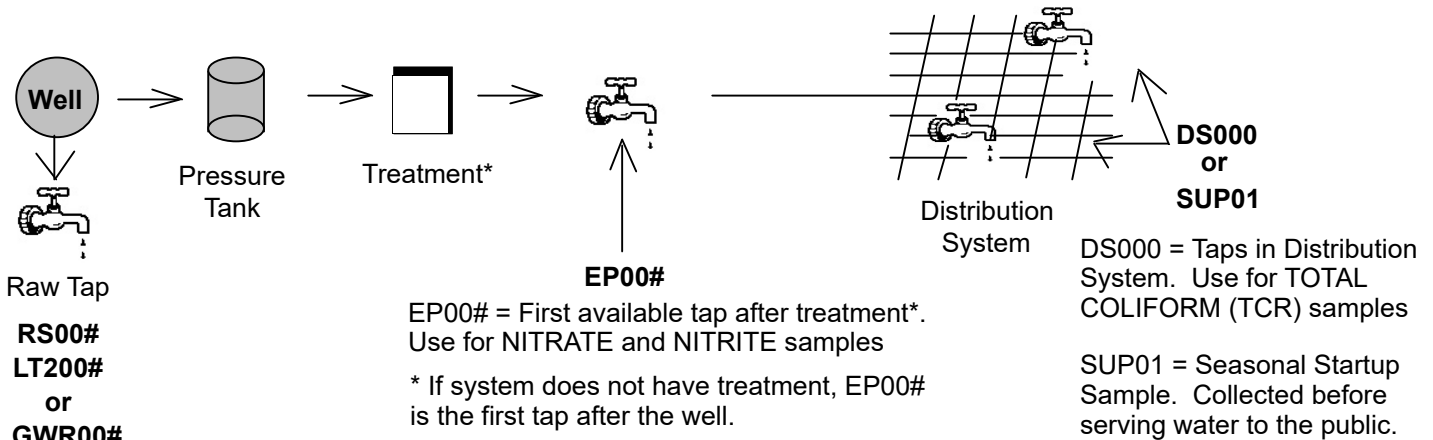 Well
Pressure
Tank
Treatment*
Raw Tap
RS00#
LT200#
or
GWR00#
EP00#
EP00# = First available tap after treatment*.
Use for NITRATE and NITRITE samples
* If system does not have treatment, EP00#
is the first tap after the well.
Distribution
System
DS000
or
SUP01
DS000 = Taps in Distribution
System. Use for TOTAL
COLIFORM (TCR) samples
SUP01 = Seasonal Startup
Sample. Collected before
serving water to the public.